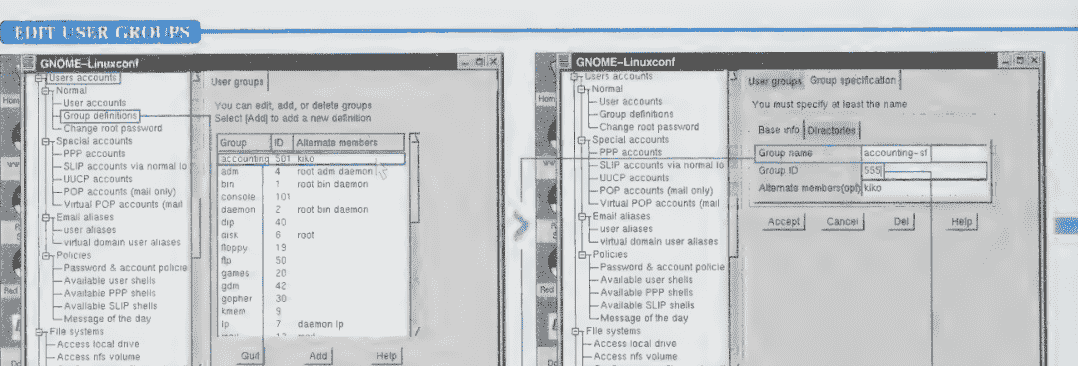 EDIT USER GROUPS
GNOME-Linuxconf
Users accounts
Normal
User accounts
Group definitions
Change root password
Special accounts
PPP accounts
SLIP accounts via normal lo
UUCP accounts
POP accounts (mail only)
Virtual POP accounts (mail
Email aliases
user aliases
virtual domain user aliases
Policies
Password & account policie
Available user shells
Available PPP shells
Available SLIP shells
Message of the day
File systems
Access local drive
Access nfs volume
User groups
You can edit, add, or delete groups
Select [Add] to add a new definition
Group ID Alternate members
accounting 501 kiko
adm 4 root adm daemon
bin 1 root bin daemon
console 101
daemon 2 root bin daemon
dip 40
disk 6 root
floppy 19
ftp 50
games 20
gdm 42
gopher 30
kmem 9
lp 7 daemon lp
Quit Add Help
GNOME-Linuxconf
Users accounts
Normal
User accounts
Group definitions
Change root password
Special accounts
PPP accounts
SLIP accounts via normal lo
UUCP accounts
POP accounts (mail only)
Virtual POP accounts (mail
Email aliases
user aliases
virtual domain user aliases
Policies
Password & account policie
Available user shells
Available PPP shells
Available SLIP shells
Message of the day
File systems
Access local drive
Access nfs volume
User groups Group specification
You must specify at least the name
Base info Directories
Group name accounting-sf
Group ID 555
Alternate members(opt) kiko
Accept Cancel Del Help
Hom
Red
Hom
Red